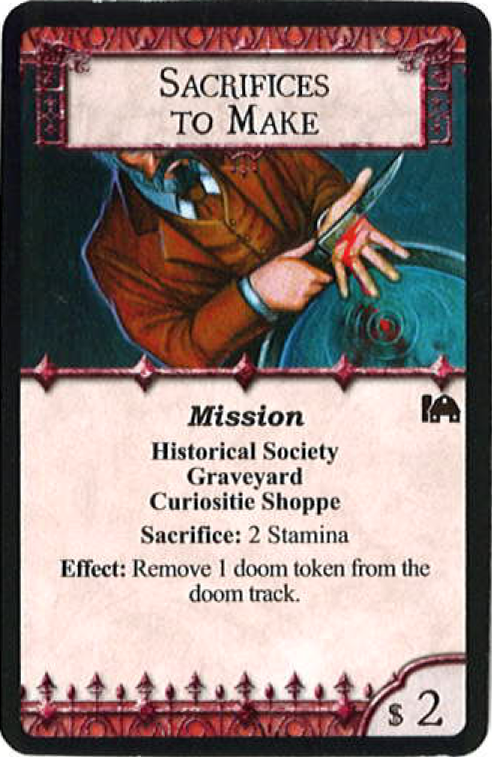 SACRIFICES
TO MAKE
Mission
Historical Society
Graveyard
Curiositie Shoppe
Sacrifice: 2 Stamina
Effect: Remove 1 doom token from the
doom track.
$ 2